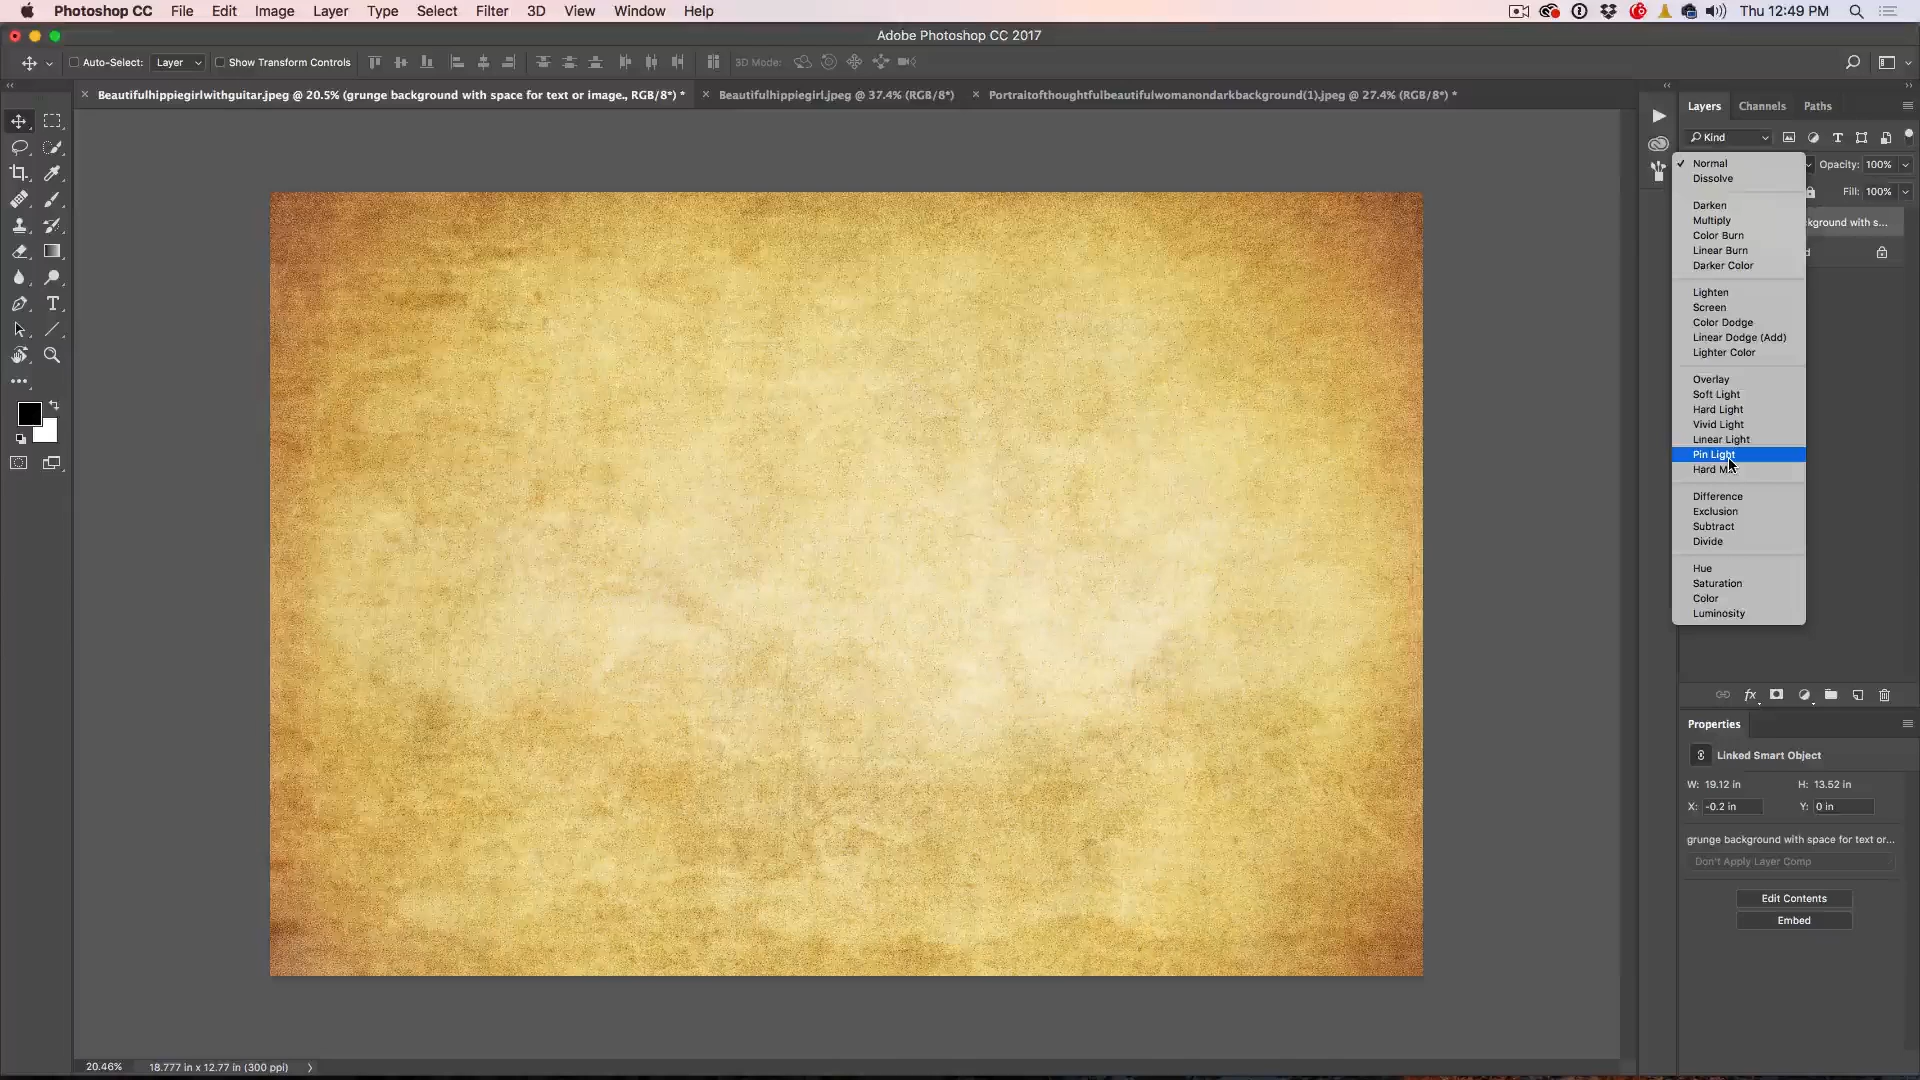 Photoshop CC File Edit Image Layer Type Select Filter 3D View Window Help Thu 12:49 PM
Adobe Photoshop CC 2017
Auto-Select: Layer Show Transform Controls 3D Mode:
Beautifulhippiegirlwithguitar.jpeg @ 20.5% (grunge background with space for text or image., RGB/8*) * Beautifulhippiegirl.jpeg @ 37.4% (RGB/8*) Portraitofthoughtfulbeautifulwomanondarkbackground(1).jpeg @ 27.4% (RGB/8*) *
Layers Channels Paths
Kind
Normal
Opacity: 100%
Dissolve
Fill: 100%
Darken
Multiply
kground with s...
Color Burn
Linear Burn
d
Darker Color
Lighten
Screen
Color Dodge
Linear Dodge (Add)
Lighter Color
Overlay
Soft Light
Hard Light
Vivid Light
Linear Light
Pin Light
Hard M
Difference
Exclusion
Subtract
Divide
Hue
Saturation
Color
Luminosity
fx
Properties
Linked Smart Object
W: 19.12 in H: 13.52 in
X: -0.2 in Y: 0 in
grunge background with space for text or...
Don't Apply Layer Comp
Edit Contents
Embed
20.46% 18.777 in x 12.77 in (300 ppi)